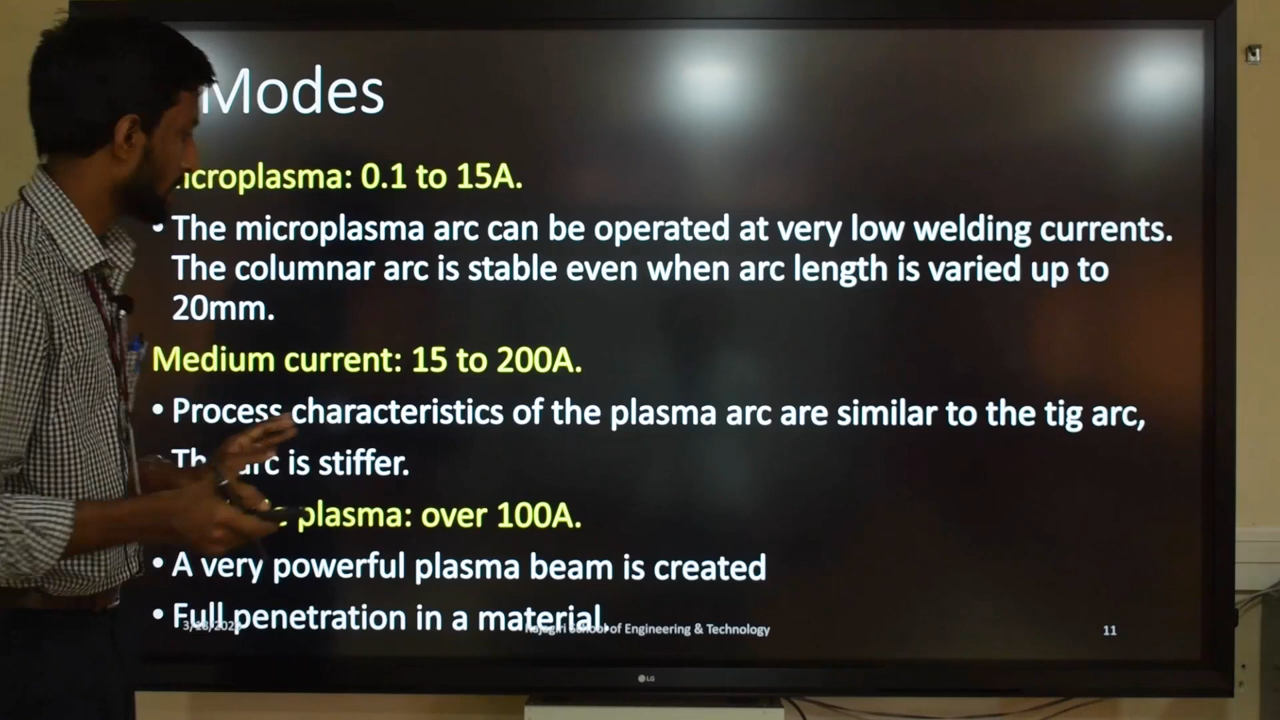 Modes
icroplasma: 0.1 to 15A.
• The microplasma arc can be operated at very low welding currents.
The columnar arc is stable even when arc length is varied up to
20mm.
Medium current: 15 to 200A.
• Process characteristics of the plasma arc are similar to the tig arc,
• The arc is stiffer.
plasma: over 100A.
• A very powerful plasma beam is created
• Full penetration in a material.
School of Engineering & Technology
11
LG